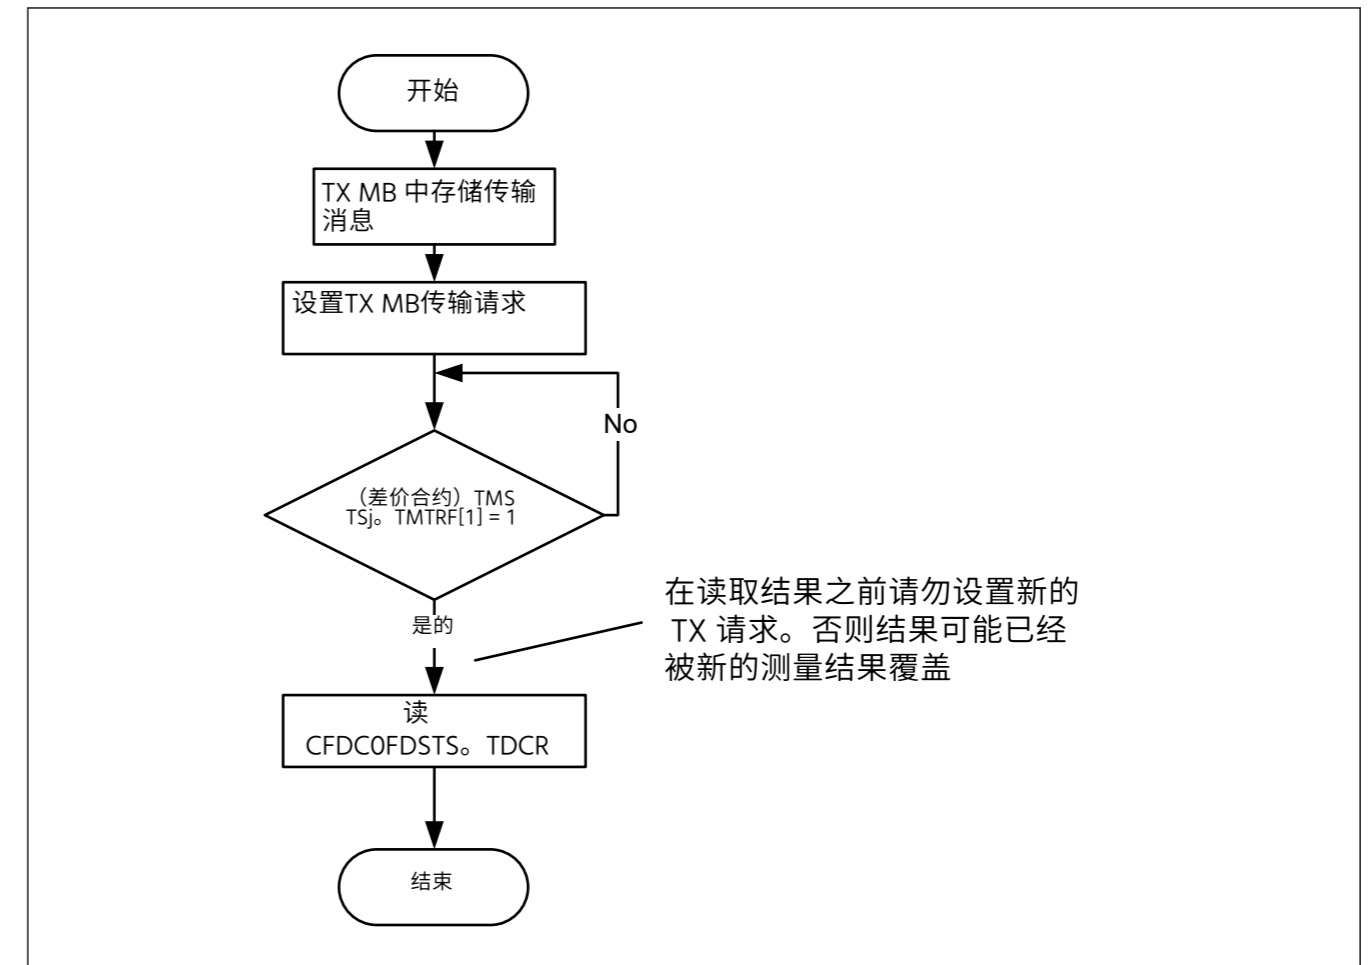 开始
TX MB 中存储传输
消息
设置TX MB传输请求
No
（差价合约）TMS
TSj。TMTRF[1] = 1
是的
在读取结果之前请勿设置新的
TX 请求。否则结果可能已经
被新的测量结果覆盖
读
CFDC0FDSTS。TDCR
结束